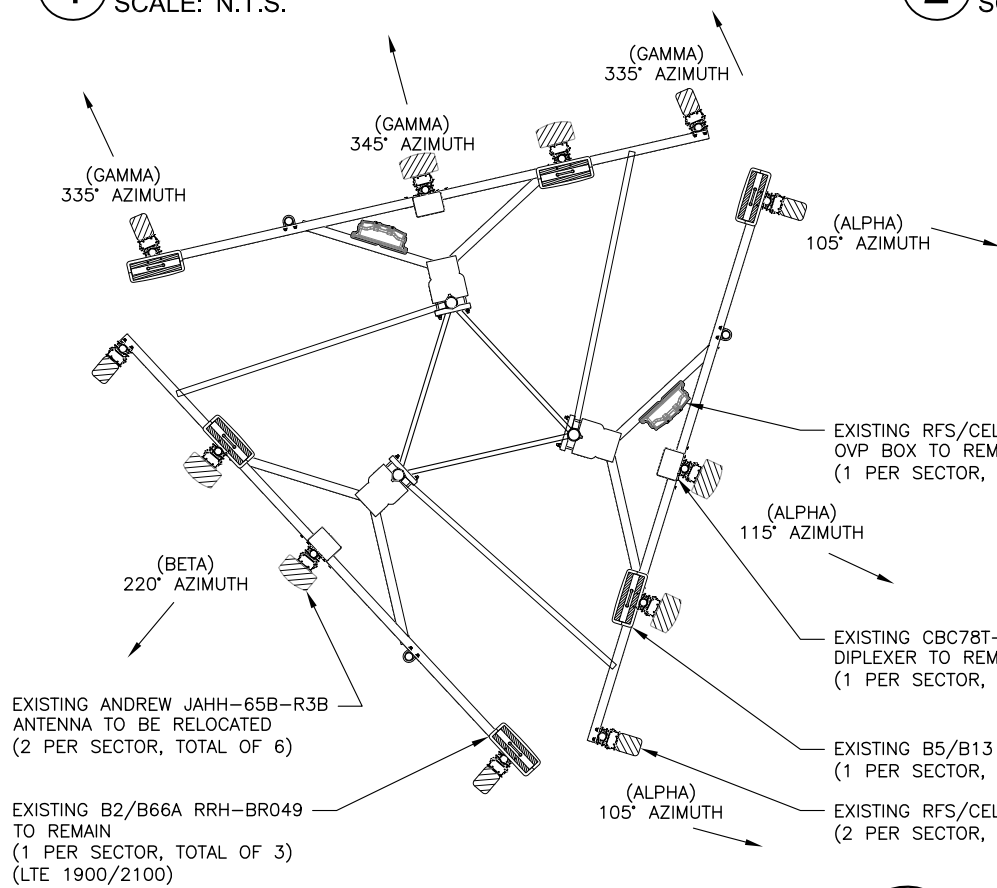 SCALE: N.T.S.
(GAMMA)
335° AZIMUTH
(GAMMA)
345° AZIMUTH
(GAMMA)
335° AZIMUTH
(ALPHA)
105° AZIMUTH
EXISTING RFS/CEL
OVP BOX TO REM
(1 PER SECTOR,
(ALPHA)
115° AZIMUTH
(BETA)
220° AZIMUTH
EXISTING CBC78T-
DIPLEXER TO REM
(1 PER SECTOR,
EXISTING ANDREW JAHH-65B-R3B
ANTENNA TO BE RELOCATED
(2 PER SECTOR, TOTAL OF 6)
EXISTING B5/B13
(1 PER SECTOR,
(ALPHA)
105° AZIMUTH
EXISTING RFS/CEL
(2 PER SECTOR,
EXISTING B2/B66A RRH-BR049
TO REMAIN
(1 PER SECTOR, TOTAL OF 3)
(LTE 1900/2100)